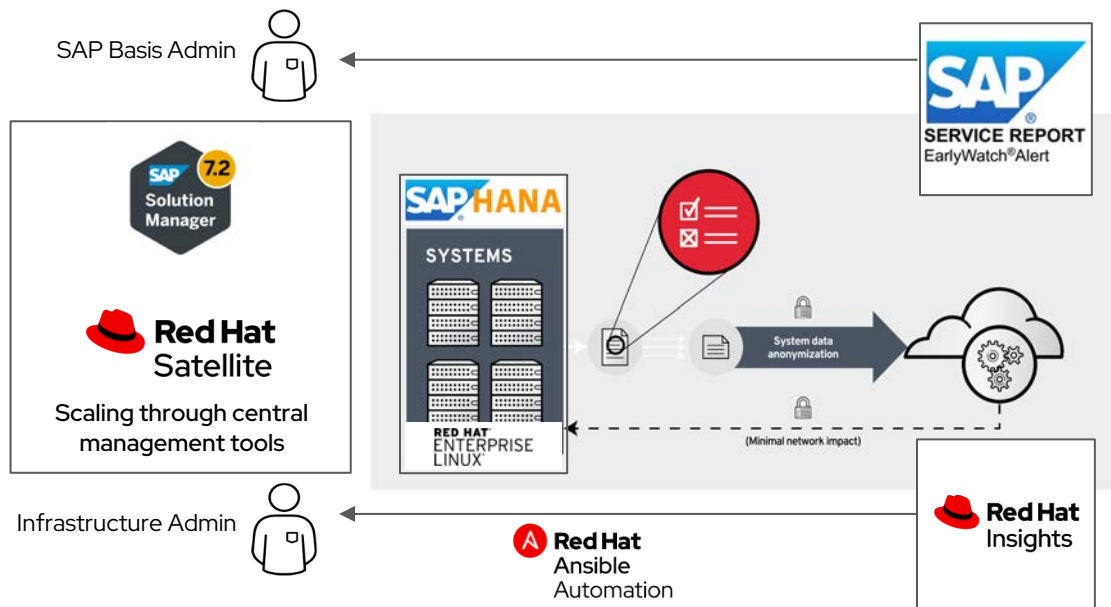 SAP Basis Admin
SAP
®
SERVICE REPORT
EarlyWatch®Alert
SAP 7.2
Solution
Manager
Red Hat
Satellite
Scaling through central
management tools
SAP HANA
®
SYSTEMS
RED HAT®
ENTERPRISE
LINUX®
System data
anonymization
(Minimal network impact)
Infrastructure Admin
Red Hat
Ansible
Automation
Red Hat
Insights